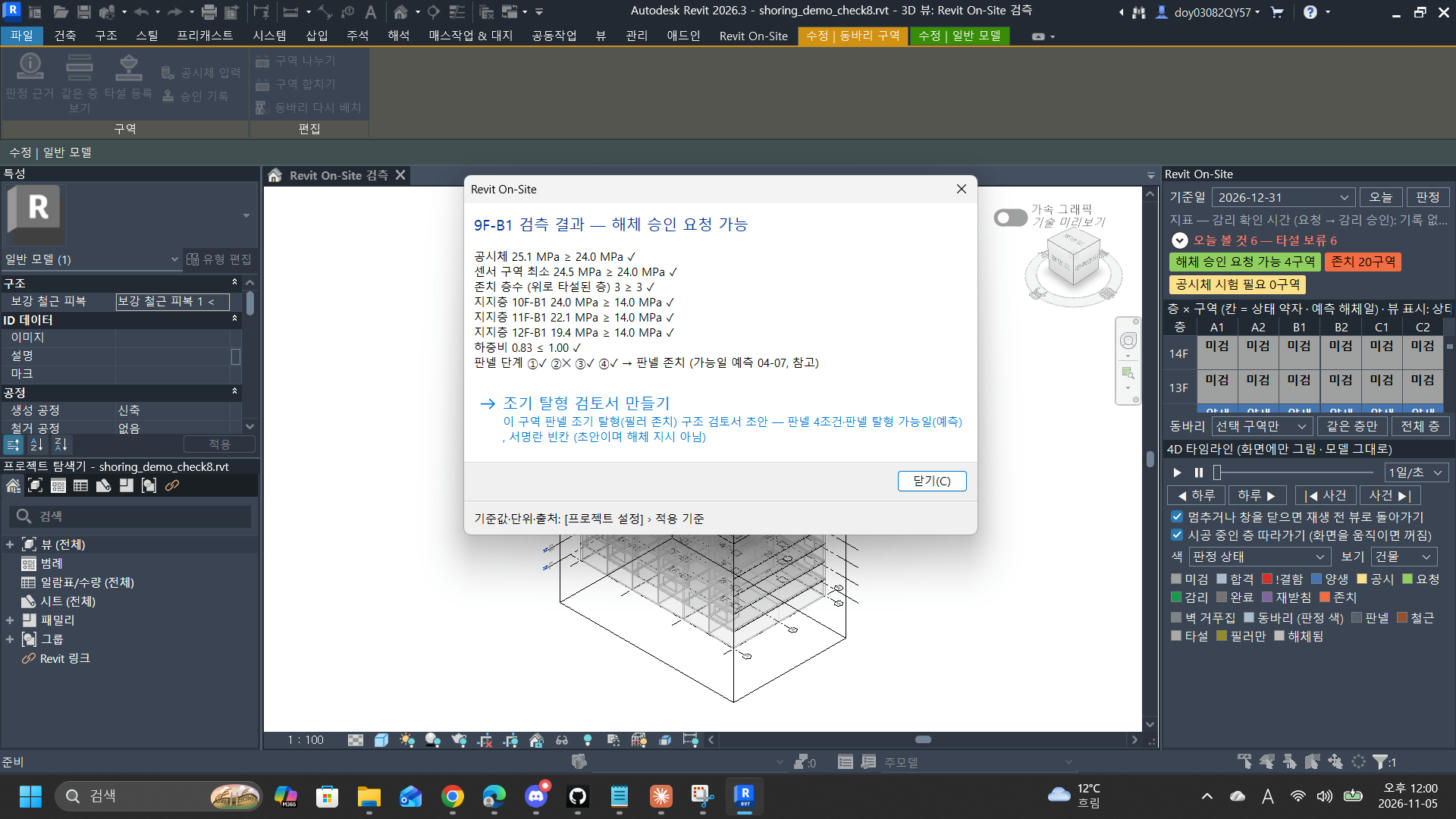 Autodesk Revit 2026.3 - shoring_demo_check8.rvt - 3D 뷰: Revit On-Site 검측
doy03082QY57
파일 건축 구조 스틸 프리캐스트 시스템 삽입 주석 해석 매스작업 & 대지 공동작업 뷰 관리 애드인 Revit On-Site 수정 | 동바리 구역 수정 | 일반 모델
판정 근거 같은 층 보기 타설 등록 공시체 입력 승인 기록
구역 나누기
구역 합치기
동바리 다시 배치
구역 편집
수정 | 일반 모델
특성
R
일반 모델 (1) 유형 편집
구조
보강 철근 피복 보강 철근 피복 1 <
ID 데이터
이미지
설명
마크
공정
생성 공정 신축
철거 공정 없음
적용
프로젝트 탐색기 - shoring_demo_check8.rvt
검색
뷰 (전체)
범례
일람표/수량 (전체)
시트 (전체)
패밀리
그룹
Revit 링크
준비
Revit On-Site 검측
가속 그래픽
기술 미리보기
Revit On-Site
9F-B1 검측 결과 — 해체 승인 요청 가능
공시체 25.1 MPa ≥ 24.0 MPa ✓
센서 구역 최소 24.5 MPa ≥ 24.0 MPa ✓
존치 층수 (위로 타설된 층) 3 ≥ 3 ✓
지지층 10F-B1 24.0 MPa ≥ 14.0 MPa ✓
지지층 11F-B1 22.1 MPa ≥ 14.0 MPa ✓
지지층 12F-B1 19.4 MPa ≥ 14.0 MPa ✓
하중비 0.83 ≤ 1.00 ✓
판넬 단계 ①✓ ②✕ ③✓ ④✓ → 판넬 존치 (가능일 예측 04-07, 참고)
→ 조기 탈형 검토서 만들기
이 구역 판넬 조기 탈형(필러 존치) 구조 검토서 초안 — 판넬 4조건·판넬 탈형 가능일(예측)
, 서명란 빈칸 (초안이며 해체 지시 아님)
닫기(C)
기준값·단위·출처: [프로젝트 설정] › 적용 기준
1 : 100
:0
주모델
:1
Revit On-Site
기준일 2026-12-31 오늘 판정
지표 — 감리 확인 시간 (요청 → 감리 승인): 기록 없...
오늘 볼 것 6 — 타설 보류 6
해체 승인 요청 가능 4구역 존치 20구역
공시체 시험 필요 0구역
층 × 구역 (칸 = 상태 약자 · 예측 해체일) · 뷰 표시: 상태
층 A1 A2 B1 B2 C1 C2
14F 미검 미검 미검 미검 미검 미검
13F 미검 미검 미검 미검 미검 미검
동바리 선택 구역만 같은 층만 전체 층
4D 타임라인 (화면에만 그림 · 모델 그대로)
1일/초
◀ 하루 하루 ▶ |◀ 사건 사건 ▶|
멈추거나 창을 닫으면 재생 전 뷰로 돌아가기
시공 중인 층 따라가기 (화면을 움직이면 꺼짐)
색 판정 상태 보기 건물
미검 합격 !결함 양생 공시 요청
감리 완료 재받침 존치
벽 거푸집 동바리 (판정 색) 판넬 철근
타설 필러만 해체됨
검색
12°C
흐림
A
오후 12:00
2026-11-05